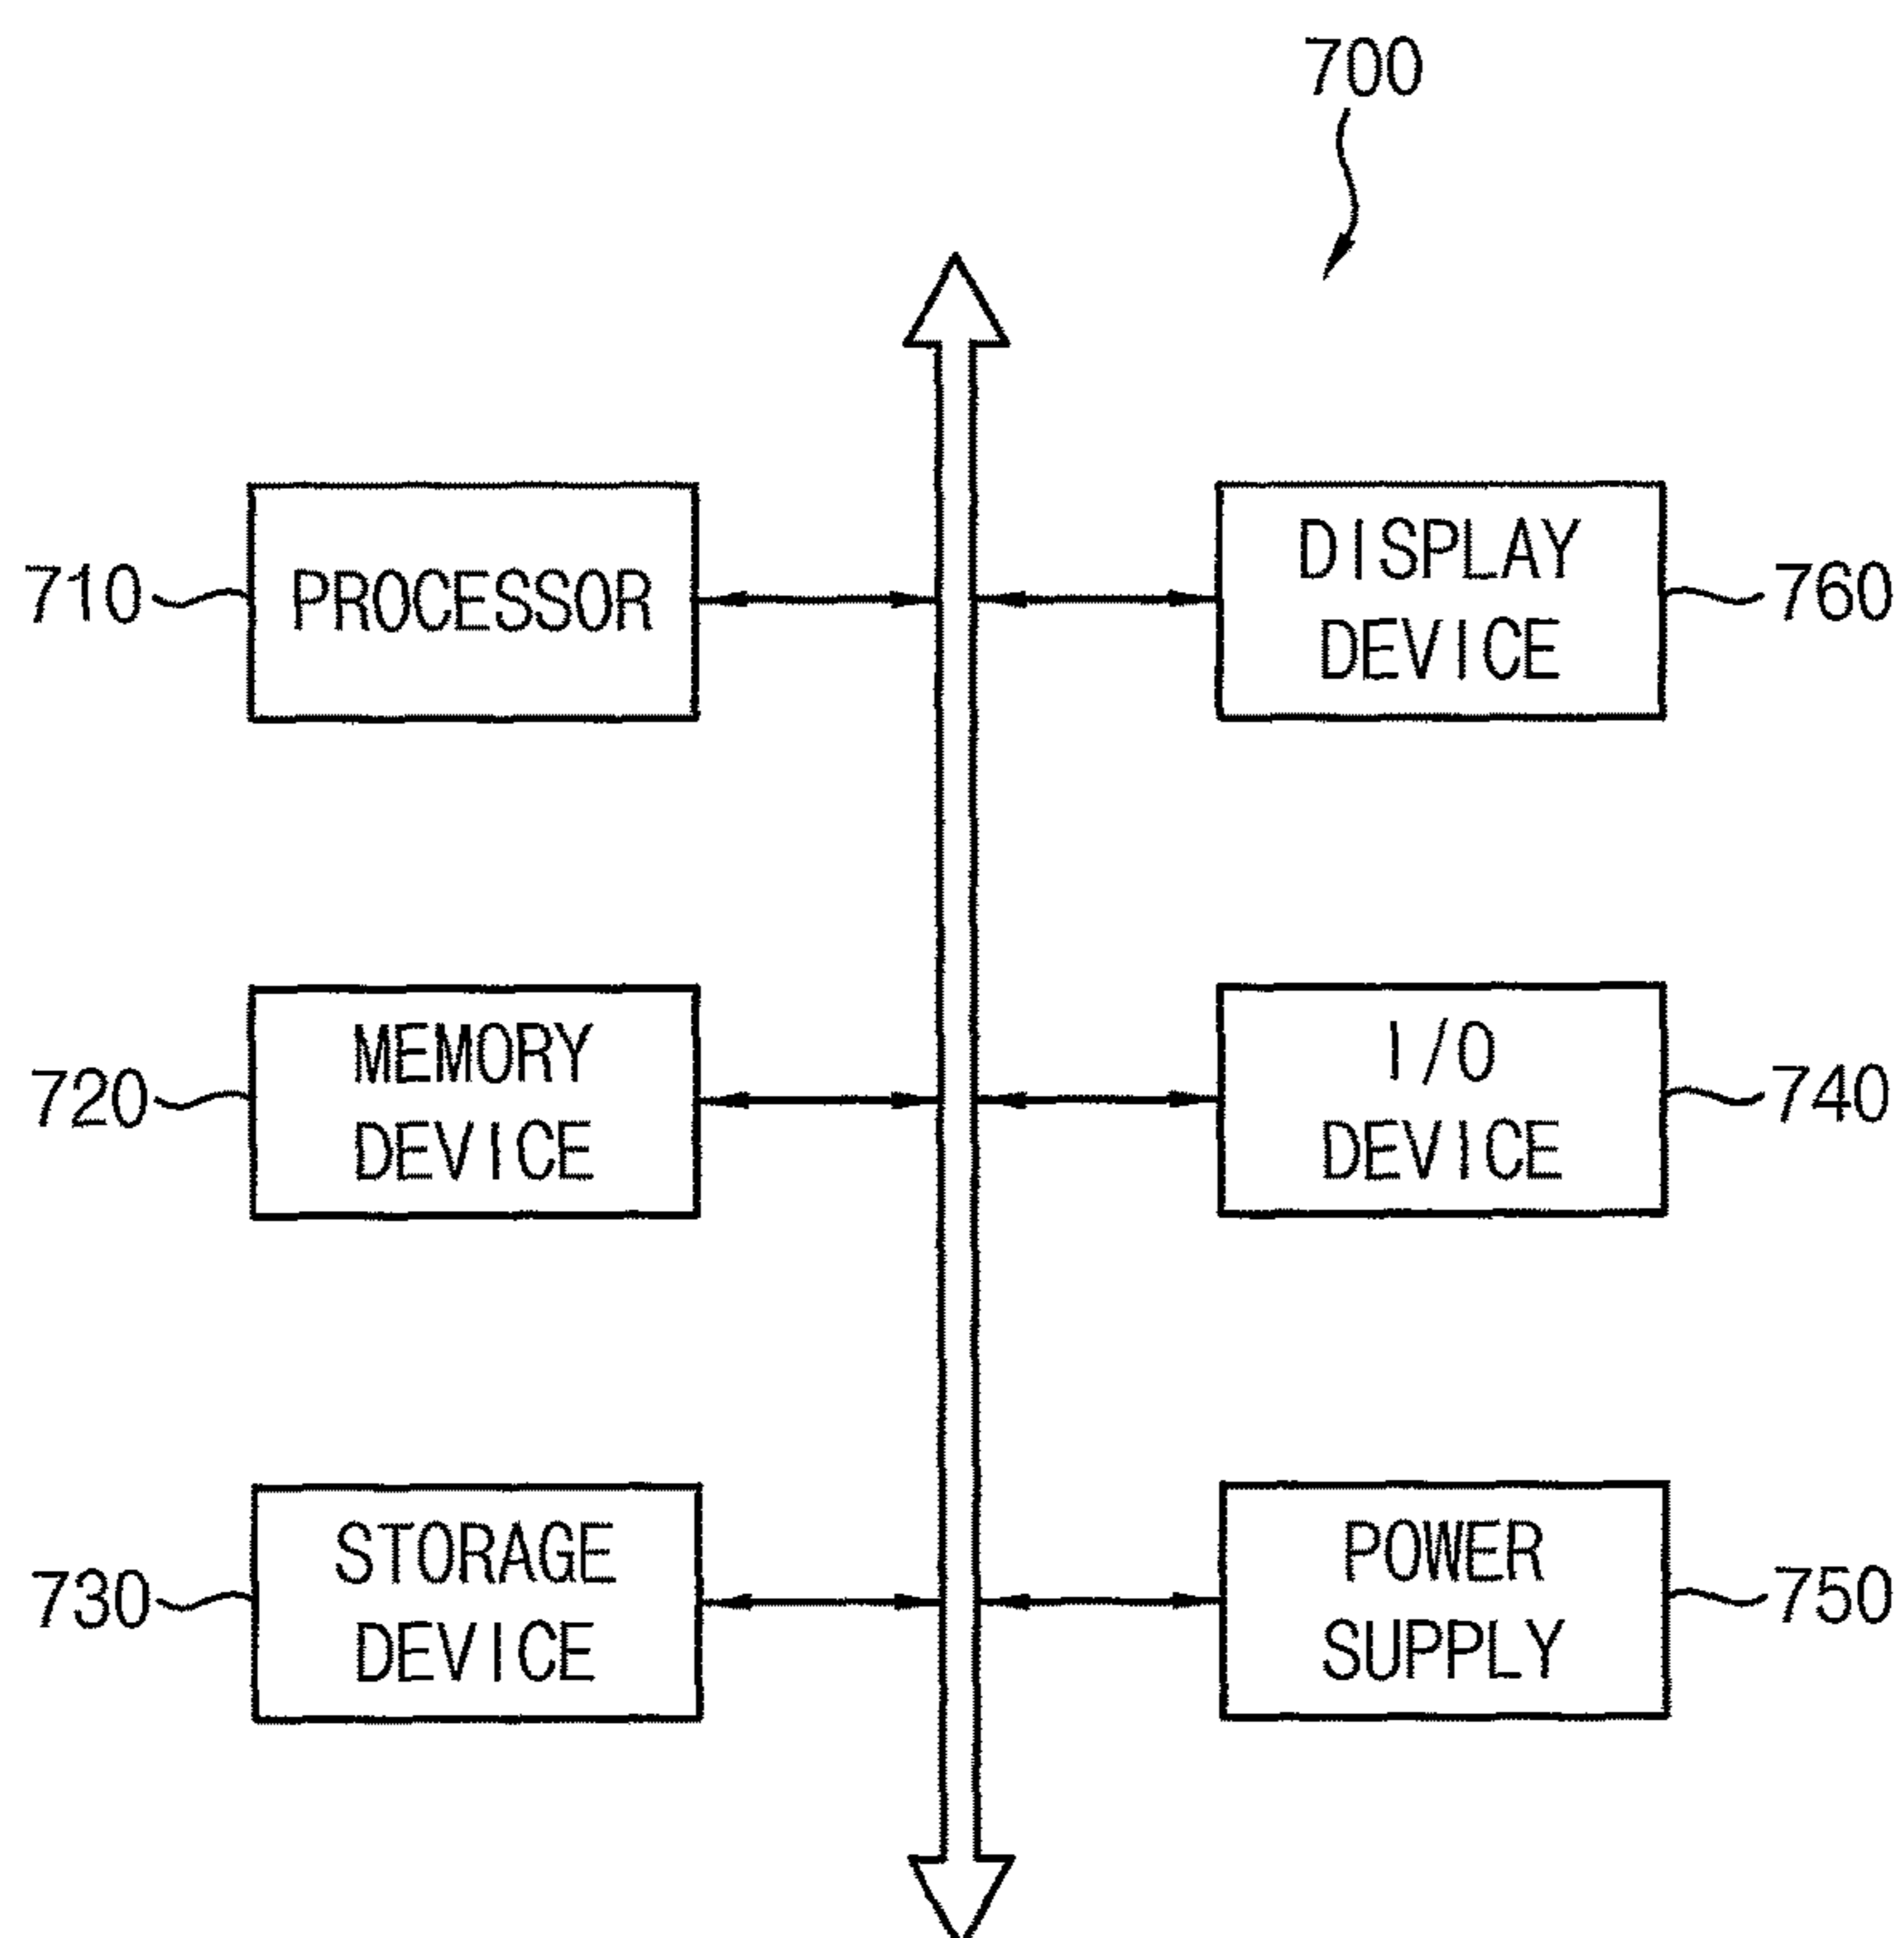 700
710
PROCESSOR
DISPLAY
DEVICE
760
720
MEMORY
DEVICE
I/O
DEVICE
740
730
STORAGE
DEVICE
POWER
SUPPLY
750